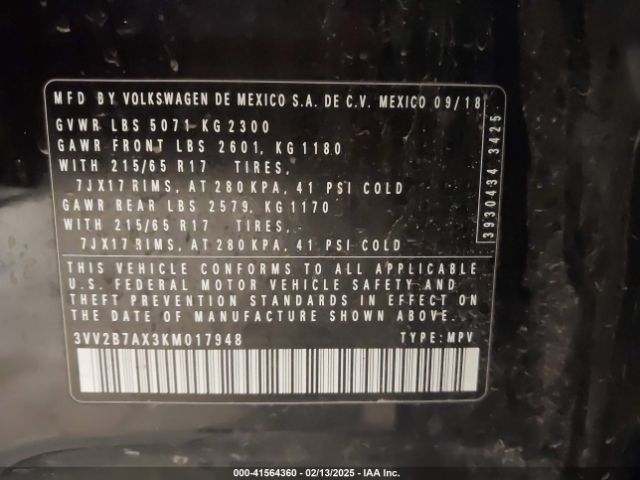 MFD BY VOLKSWAGEN DE MEXICO S.A. DE C.V. MEXICO 09/18
GVWR LBS 5071 KG 2300
GAWR FRONT LBS 2601, KG 1180
WITH 215/65 R17 TIRES,
7JX17 RIMS, AT 280 KPA, 41 PSI COLD
GAWR REAR LBS 2579, KG 1170
WITH 215/65 R17 TIRES,
7JX17 RIMS, AT 280 KPA, 41 PSI COLD
3930434 3425
THIS VEHICLE CONFORMS TO ALL APPLICABLE
U.S. FEDERAL MOTOR VEHICLE SAFETY AND
THEFT PREVENTION STANDARDS IN EFFECT ON
THE DATE OF MANUFACTURE SHOWN ABOVE.
3VV2B7AX3KM017948 TYPE: MPV
000-41564360 - 02/13/2025 - IAA Inc.